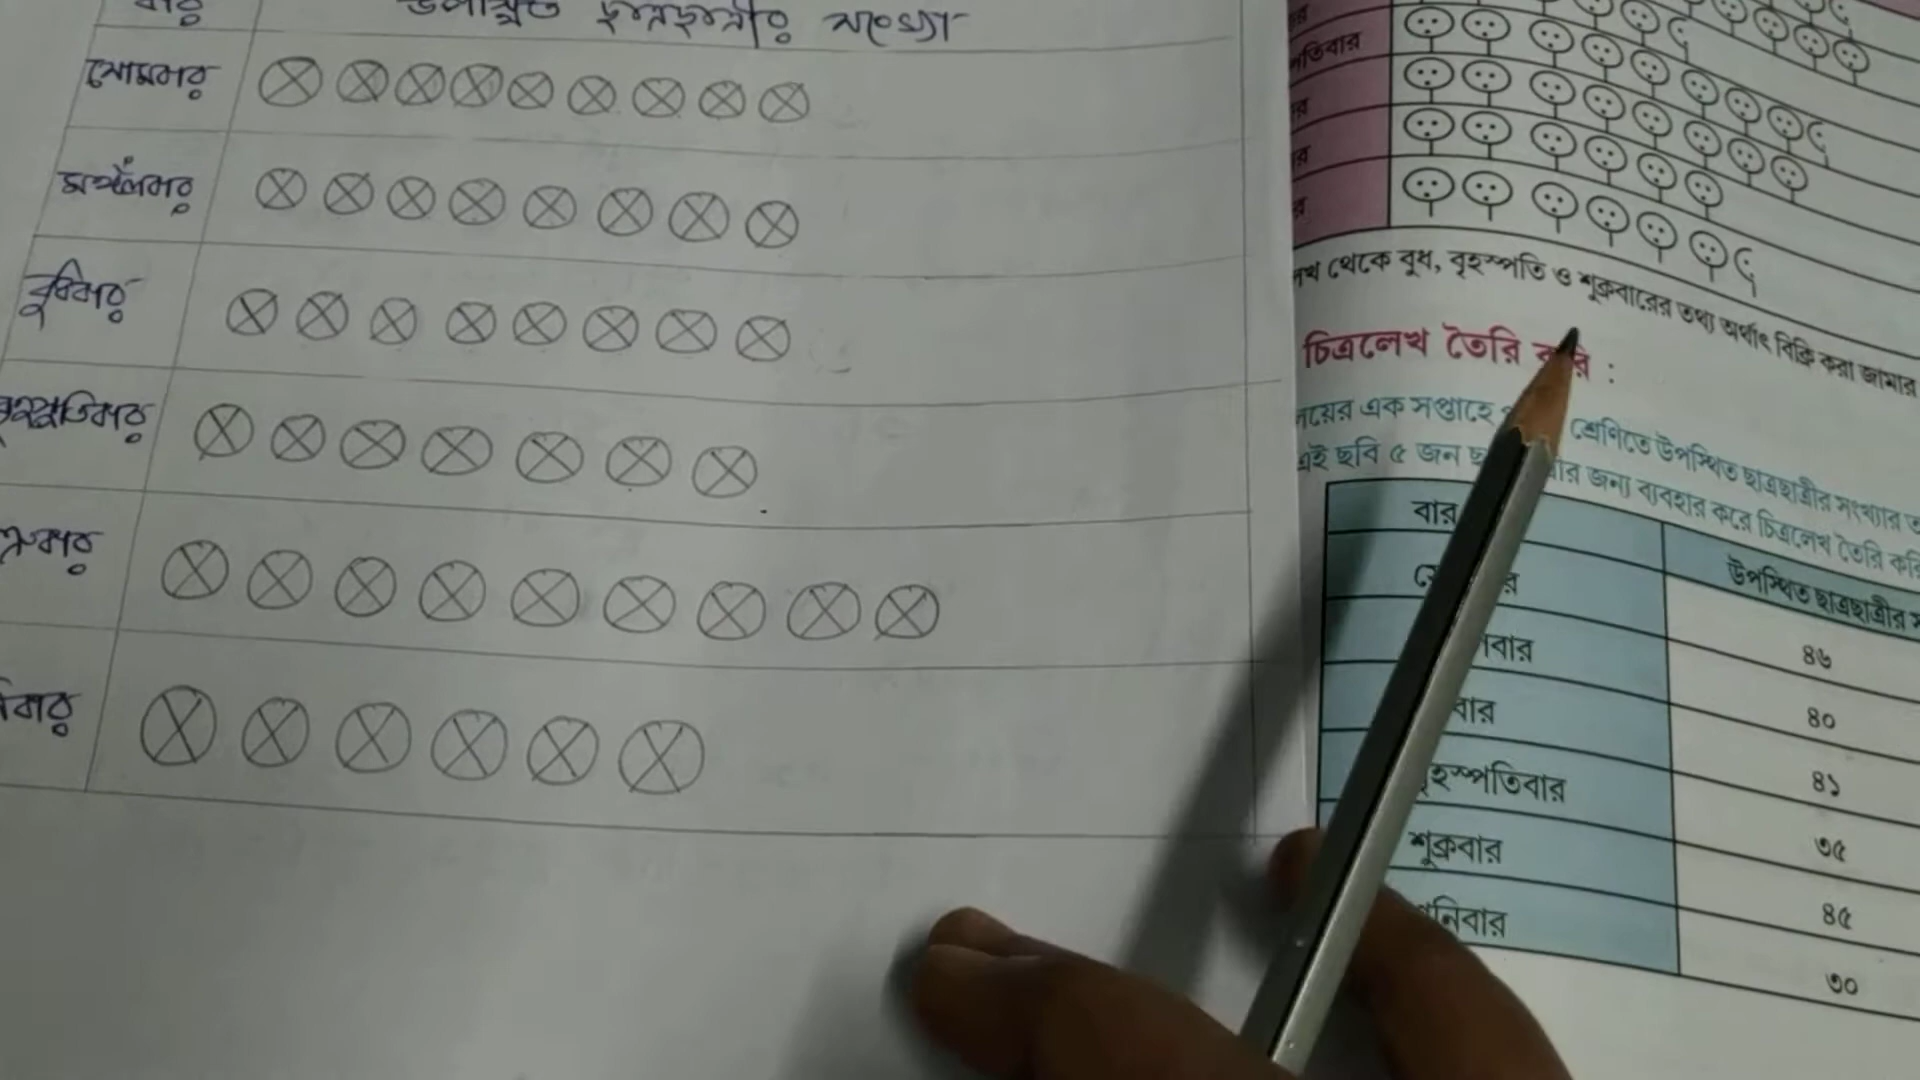 বার উপস্থিত ছাত্রছাত্রীর সংখ্যা
সোমবার
মঙ্গলবার
বুধবার
বৃহস্পতিবার
ক্রবার
নিবার
পতিবার
খ থেকে বুধ, বৃহস্পতি ও শুক্রবারের তথ্য অর্থাৎ বিক্রি করা জামার
চিত্রলেখ তৈরি করি :
য়ের এক সপ্তাহে শ্রেণিতে উপস্থিত ছাত্রছাত্রীর সংখ্যার ত
এই ছবি ৫ জন ছ ীর জন্য ব্যবহার করে চিত্রলেখ তৈরি করি
বার উপস্থিত ছাত্রছাত্রীর স
৪৬
বার ৪০
বার ৪১
হস্পতিবার ৩৫
শুক্রবার ৪৫
নিবার ৩০